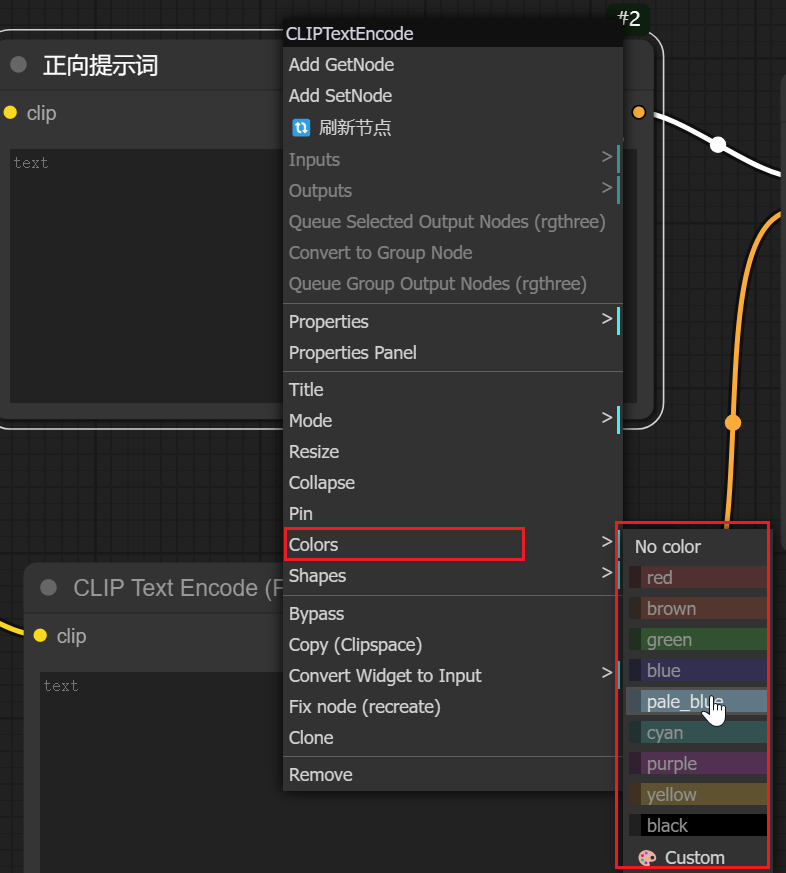 #2
CLIPTextEncode
正向提示词
Add GetNode
Add SetNode
clip
刷新节点
text
Inputs >
Outputs >
Queue Selected Output Nodes (rgthree)
Convert to Group Node
Queue Group Output Nodes (rgthree)
Properties >
Properties Panel
Title
Mode >
Resize
Collapse
Pin
Colors >
Shapes >
Bypass
Copy (Clipspace)
Convert Widget to Input >
Fix node (recreate)
Clone
Remove
No color
red
brown
green
blue
pale_blue
cyan
purple
yellow
black
Custom
CLIP Text Encode (
clip
text